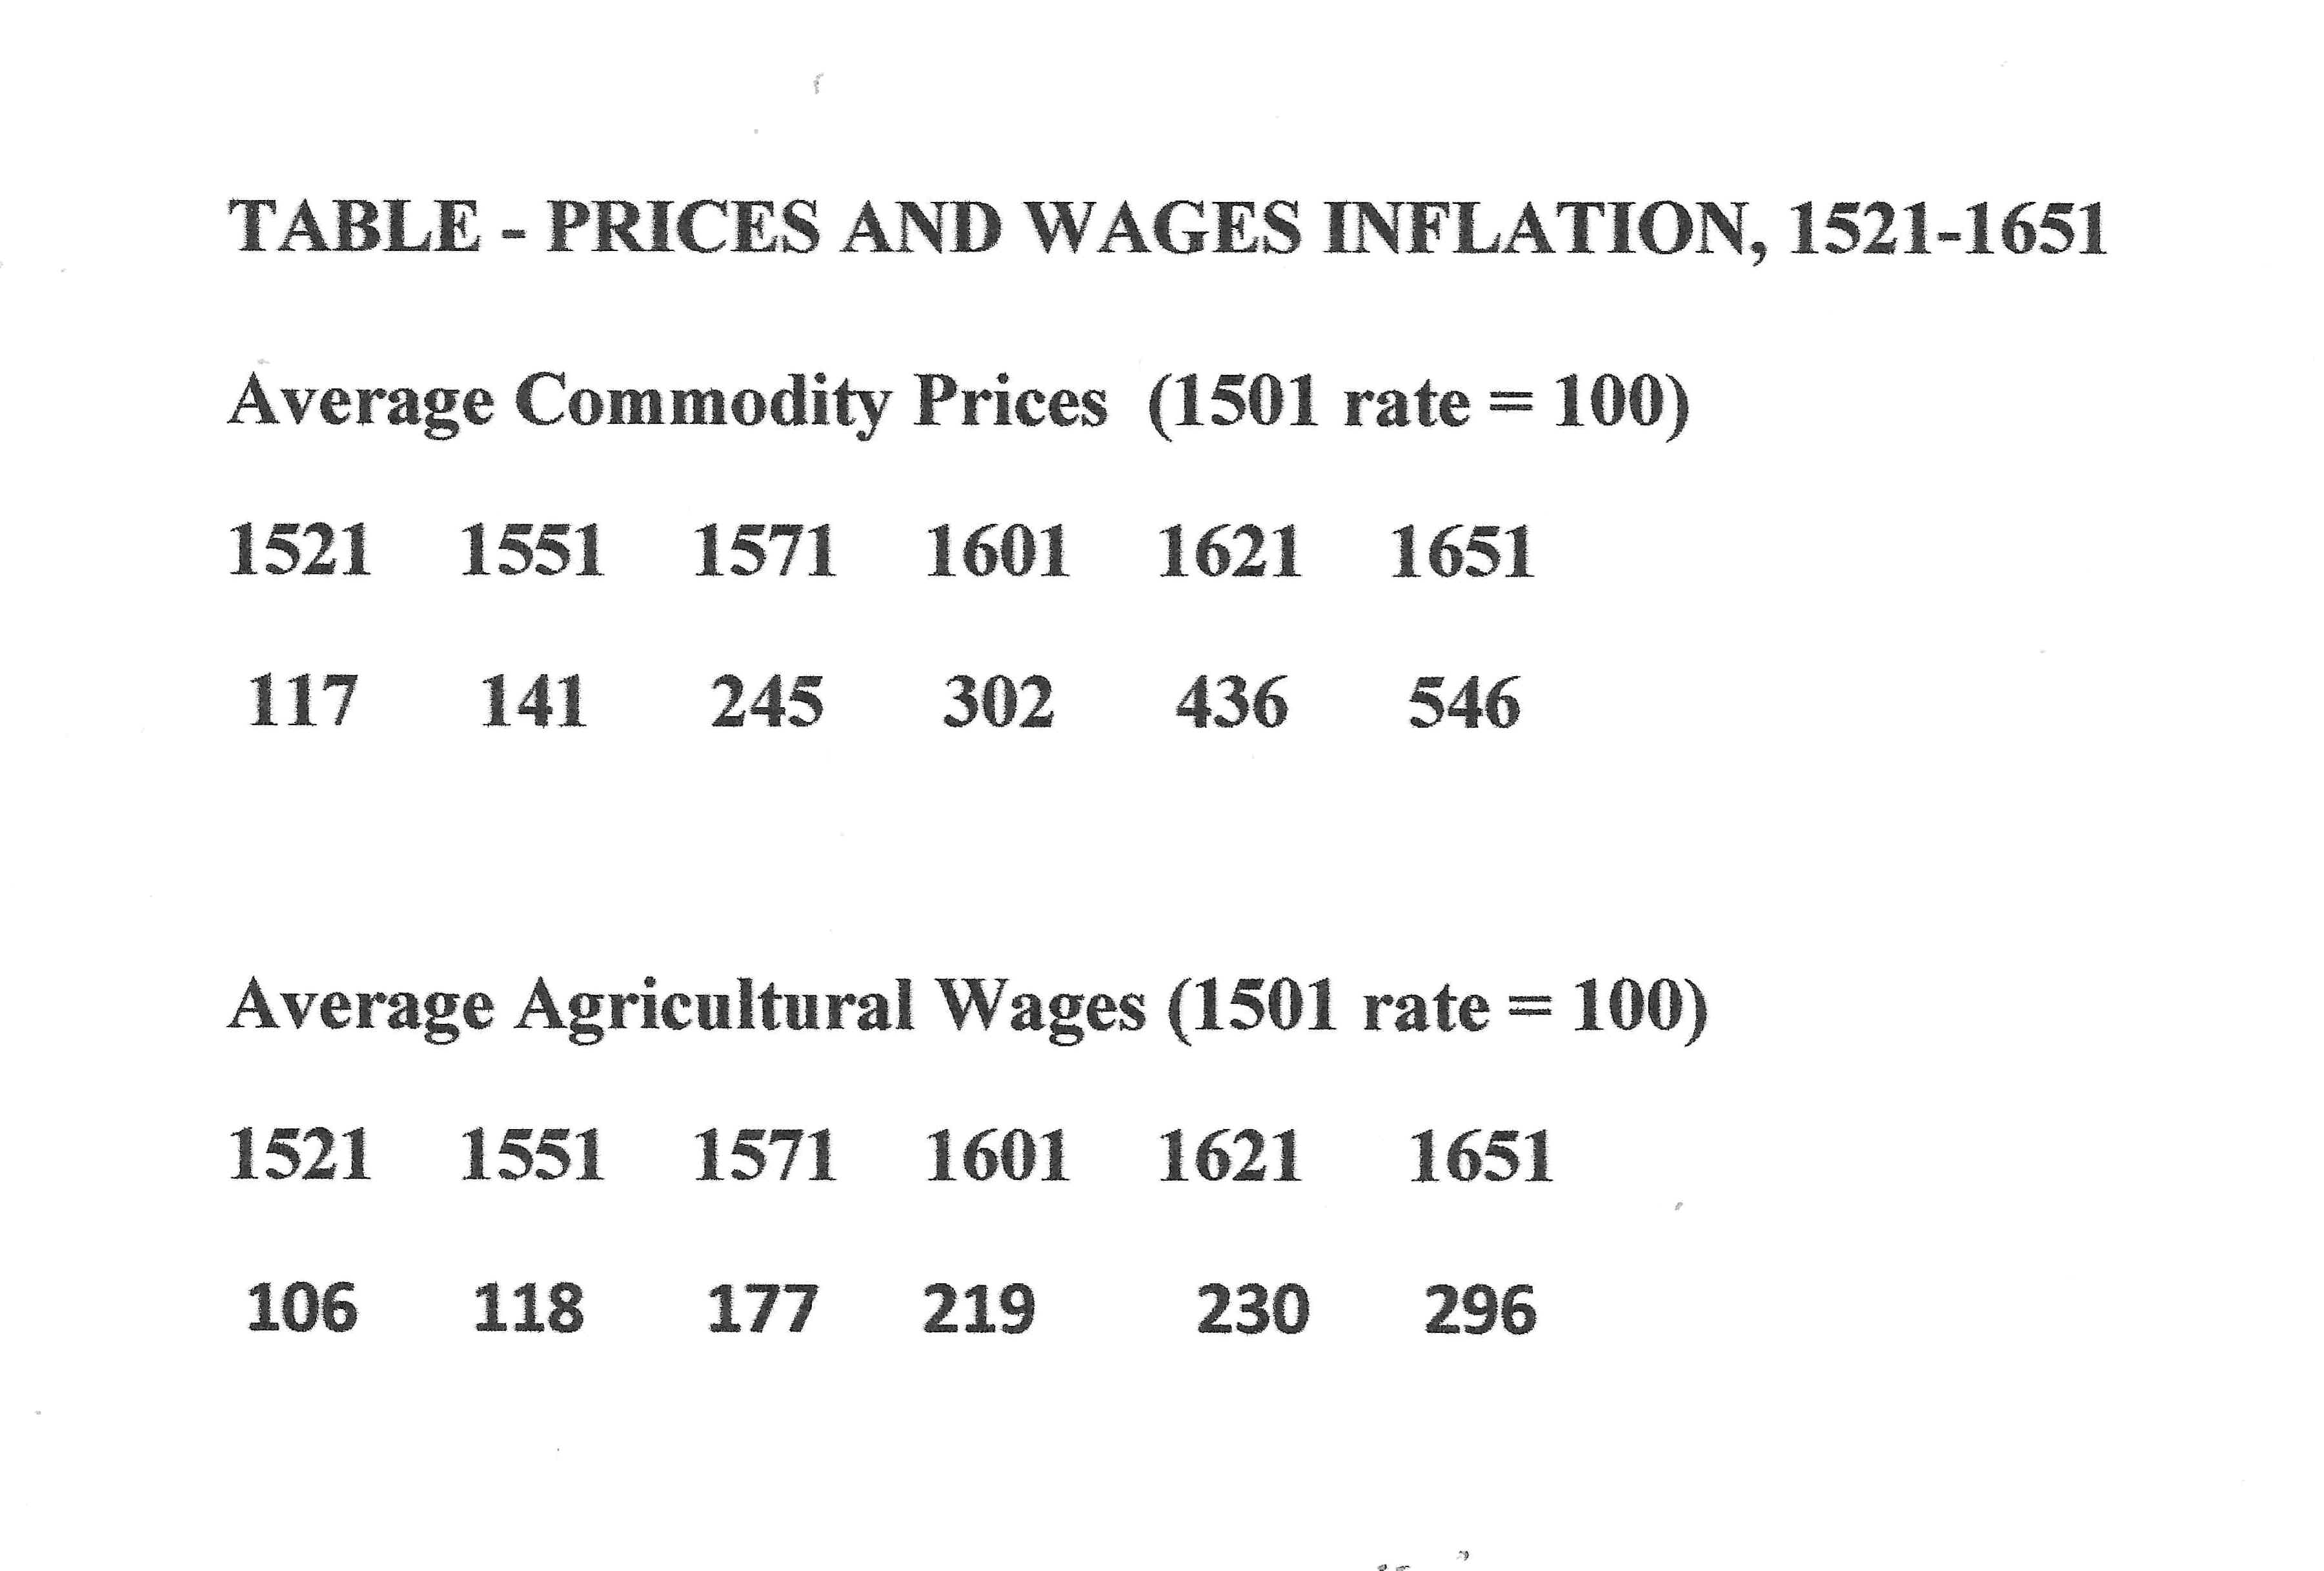 TABLE - PRICES AND WAGES INFLATION, 1521-1651
Average Commodity Prices (1501 rate = 100)
1521 1551 1571 1601 1621 1651
117 141 245 302 436 546
Average Agricultural Wages (1501 rate = 100)
1521 1551 1571 1601 1621 1651
106 118 177 219 230 296